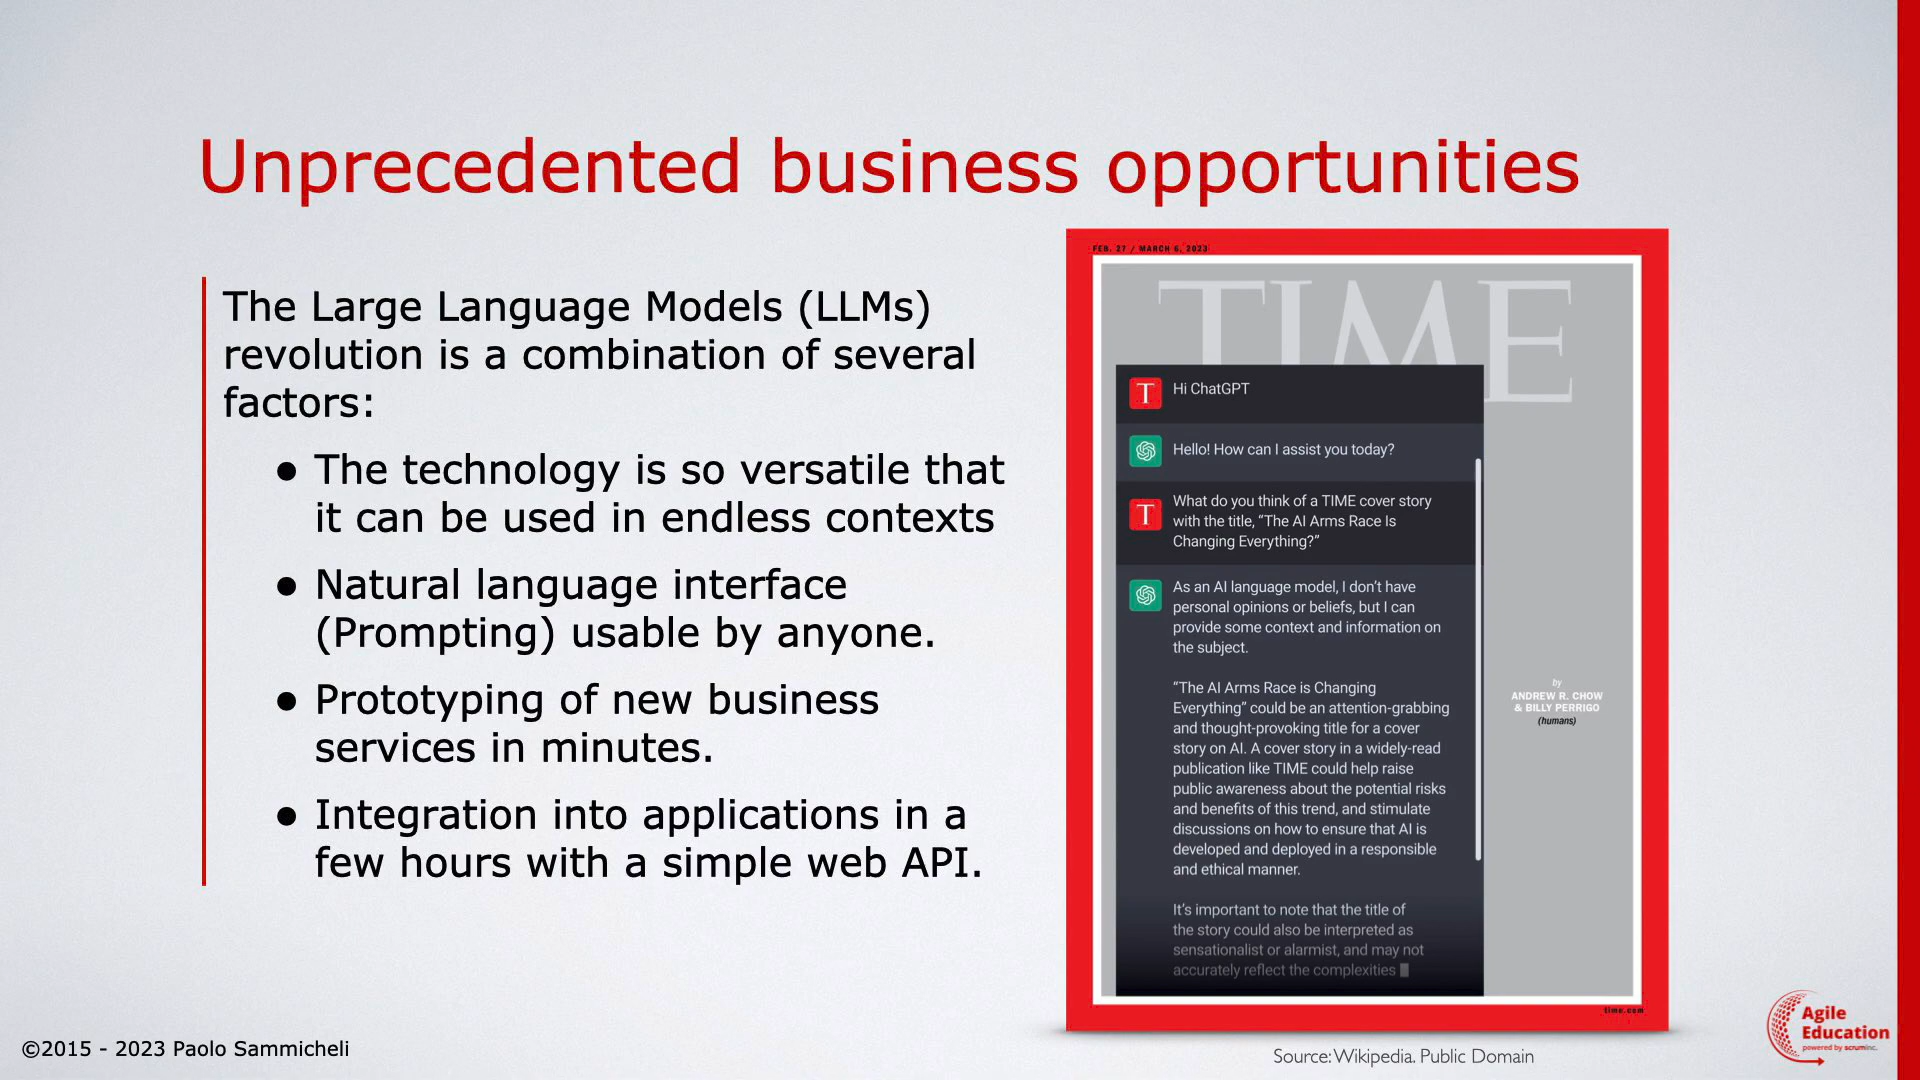 Unprecedented business opportunities
The Large Language Models (LLMs)
revolution is a combination of several
factors:
● The technology is so versatile that
it can be used in endless contexts
● Natural language interface
(Prompting) usable by anyone.
● Prototyping of new business
services in minutes.
● Integration into applications in a
few hours with a simple web API.
FEB. 27 / MARCH 6, 2023
TIME
T Hi ChatGPT
Hello! How can I assist you today?
T What do you think of a TIME cover story
with the title, “The AI Arms Race Is
Changing Everything?”
As an AI language model, I don’t have
personal opinions or beliefs, but I can
provide some context and information on
the subject.
“The AI Arms Race is Changing
Everything” could be an attention-grabbing
and thought-provoking title for a cover
story on AI. A cover story in a widely-read
publication like TIME could help raise
public awareness about the potential risks
and benefits of this trend, and stimulate
discussions on how to ensure that AI is
developed and deployed in a responsible
and ethical manner.
It’s important to note that the title of
the story could also be interpreted as
sensationalist or alarmist, and may not
accurately reflect the complexities
by
ANDREW R. CHOW
& BILLY PERRIGO
(humans)
time.com
Source: Wikipedia. Public Domain
©2015 - 2023 Paolo Sammicheli
Agile
Education
powered by scruminc.